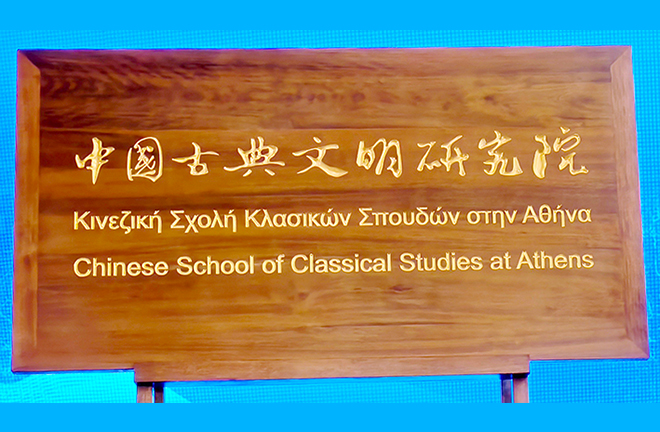 中国古典文明研究院
Κινεζική Σχολή Κλασικών Σπουδών στην Αθήνα
Chinese School of Classical Studies at Athens